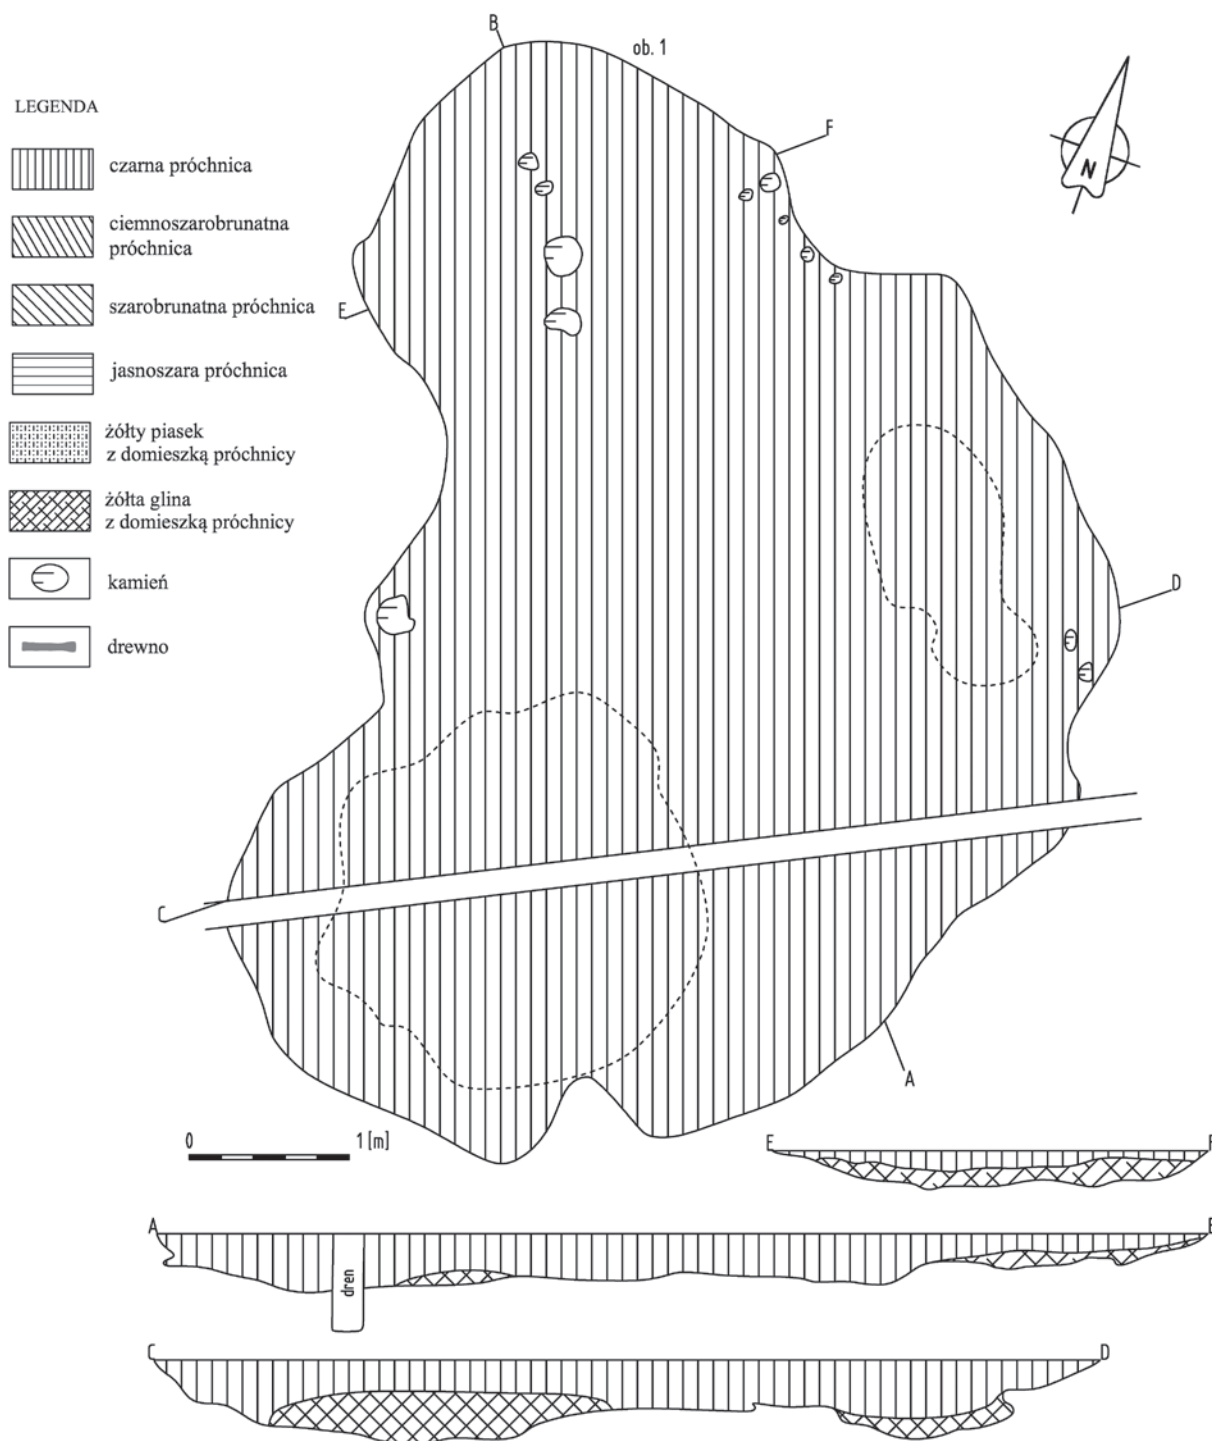 B
ob. 1
F
N
LEGENDA
czarna próchnica
ciemnoszarobrunatna
próchnica
szarobrunatna próchnica
jasnoszara próchnica
żółty piasek
z domieszką próchnicy
żółta glina
z domieszką próchnicy
kamień
drewno
E
D
C
A
0 1 [m]
E F
A B
dren
C D